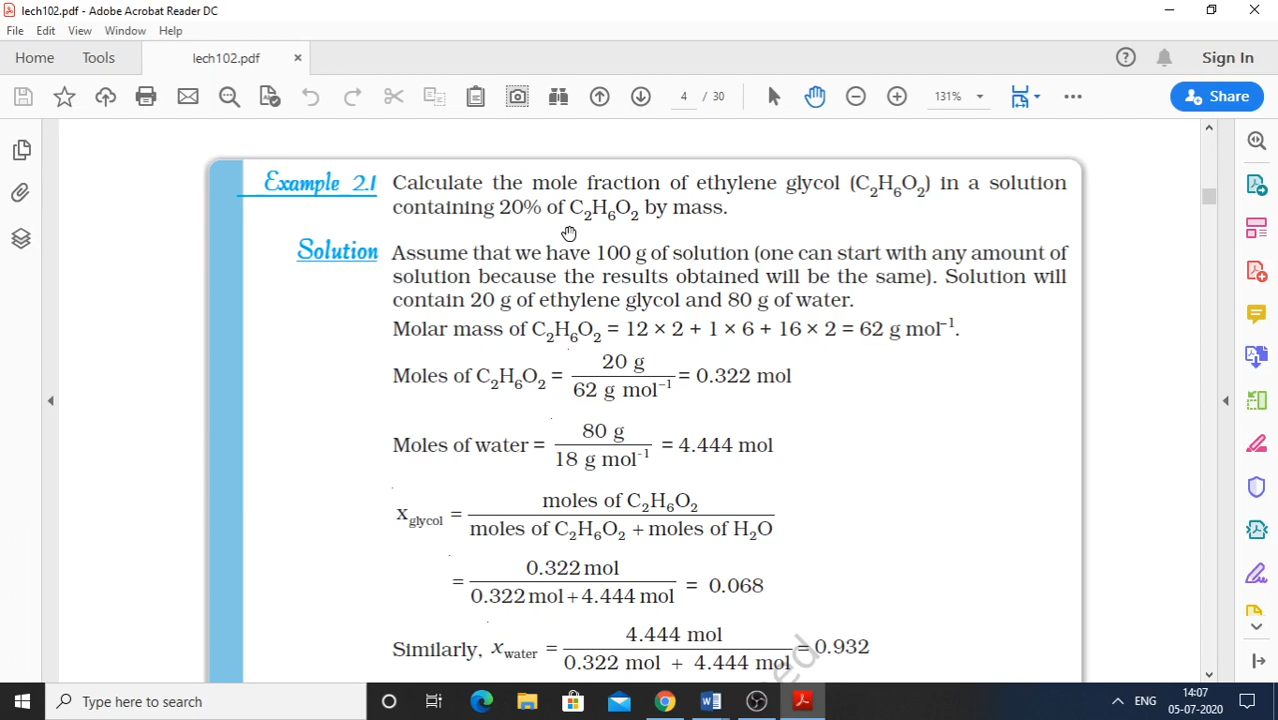 lech102.pdf - Adobe Acrobat Reader DC
File Edit View Window Help
Home Tools lech102.pdf × Sign In
4 / 30 131% Share
Example 2.1 Calculate the mole fraction of ethylene glycol (C₂H₆O₂) in a solution
containing 20% of C₂H₆O₂ by mass.
Solution Assume that we have 100 g of solution (one can start with any amount of
solution because the results obtained will be the same). Solution will
contain 20 g of ethylene glycol and 80 g of water.
Molar mass of C₂H₆O₂ = 12 × 2 + 1 × 6 + 16 × 2 = 62 g mol⁻¹.
20 g
Moles of C₂H₆O₂ = = 0.322 mol
62 g mol⁻¹
80 g
Moles of water = = 4.444 mol
18 g mol⁻¹
moles of C₂H₆O₂
x glycol =
moles of C₂H₆O₂ + moles of H₂O
0.322 mol
= = 0.068
0.322 mol + 4.444 mol
4.444 mol
Similarly, x water = = 0.932
0.322 mol + 4.444 mol
Type here to search
ENG
14:07
05-07-2020